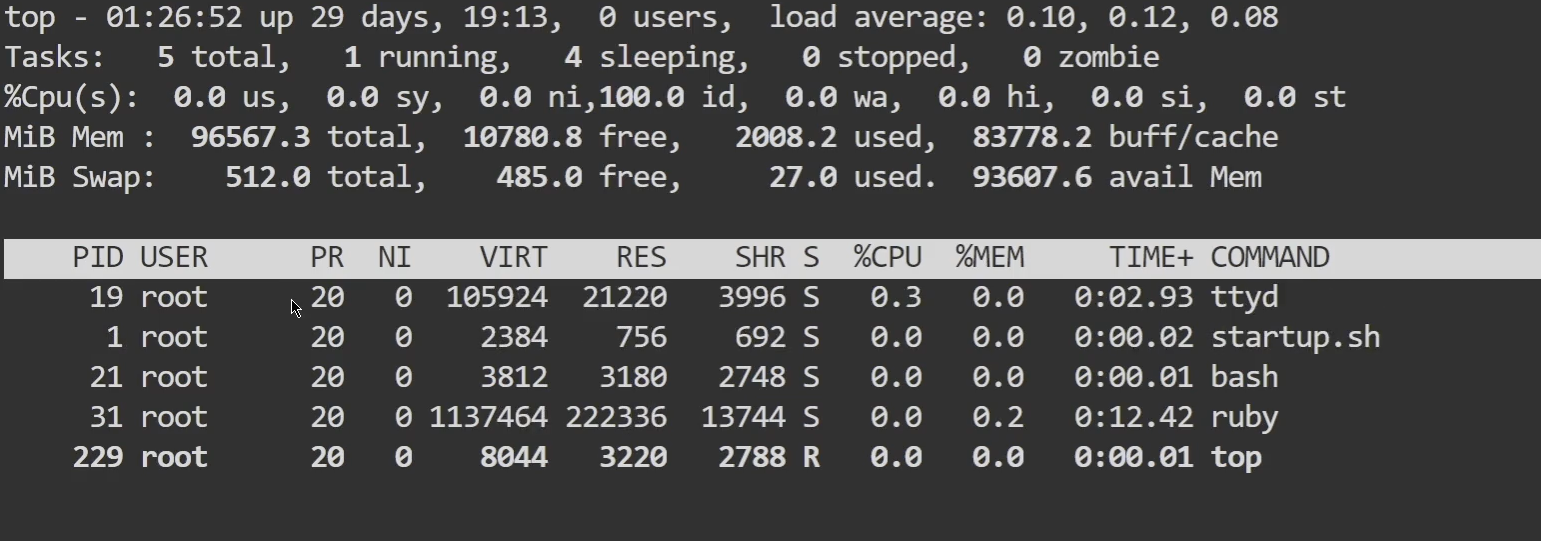 top - 01:26:52 up 29 days, 19:13,  0 users,  load average: 0.10, 0.12, 0.08
Tasks:   5 total,   1 running,   4 sleeping,   0 stopped,   0 zombie
%Cpu(s):  0.0 us,  0.0 sy,  0.0 ni,100.0 id,  0.0 wa,  0.0 hi,  0.0 si,  0.0 st
MiB Mem :  96567.3 total,  10780.8 free,   2008.2 used,  83778.2 buff/cache
MiB Swap:    512.0 total,    485.0 free,     27.0 used.  93607.6 avail Mem
PID USER      PR  NI    VIRT    RES    SHR S  %CPU  %MEM     TIME+ COMMAND
19 root      20   0  105924  21220   3996 S   0.3   0.0   0:02.93 ttyd
1 root      20   0    2384    756    692 S   0.0   0.0   0:00.02 startup.sh
21 root      20   0    3812   3180   2748 S   0.0   0.0   0:00.01 bash
31 root      20   0 1137464 222336  13744 S   0.0   0.2   0:12.42 ruby
229 root      20   0    8044   3220   2788 R   0.0   0.0   0:00.01 top